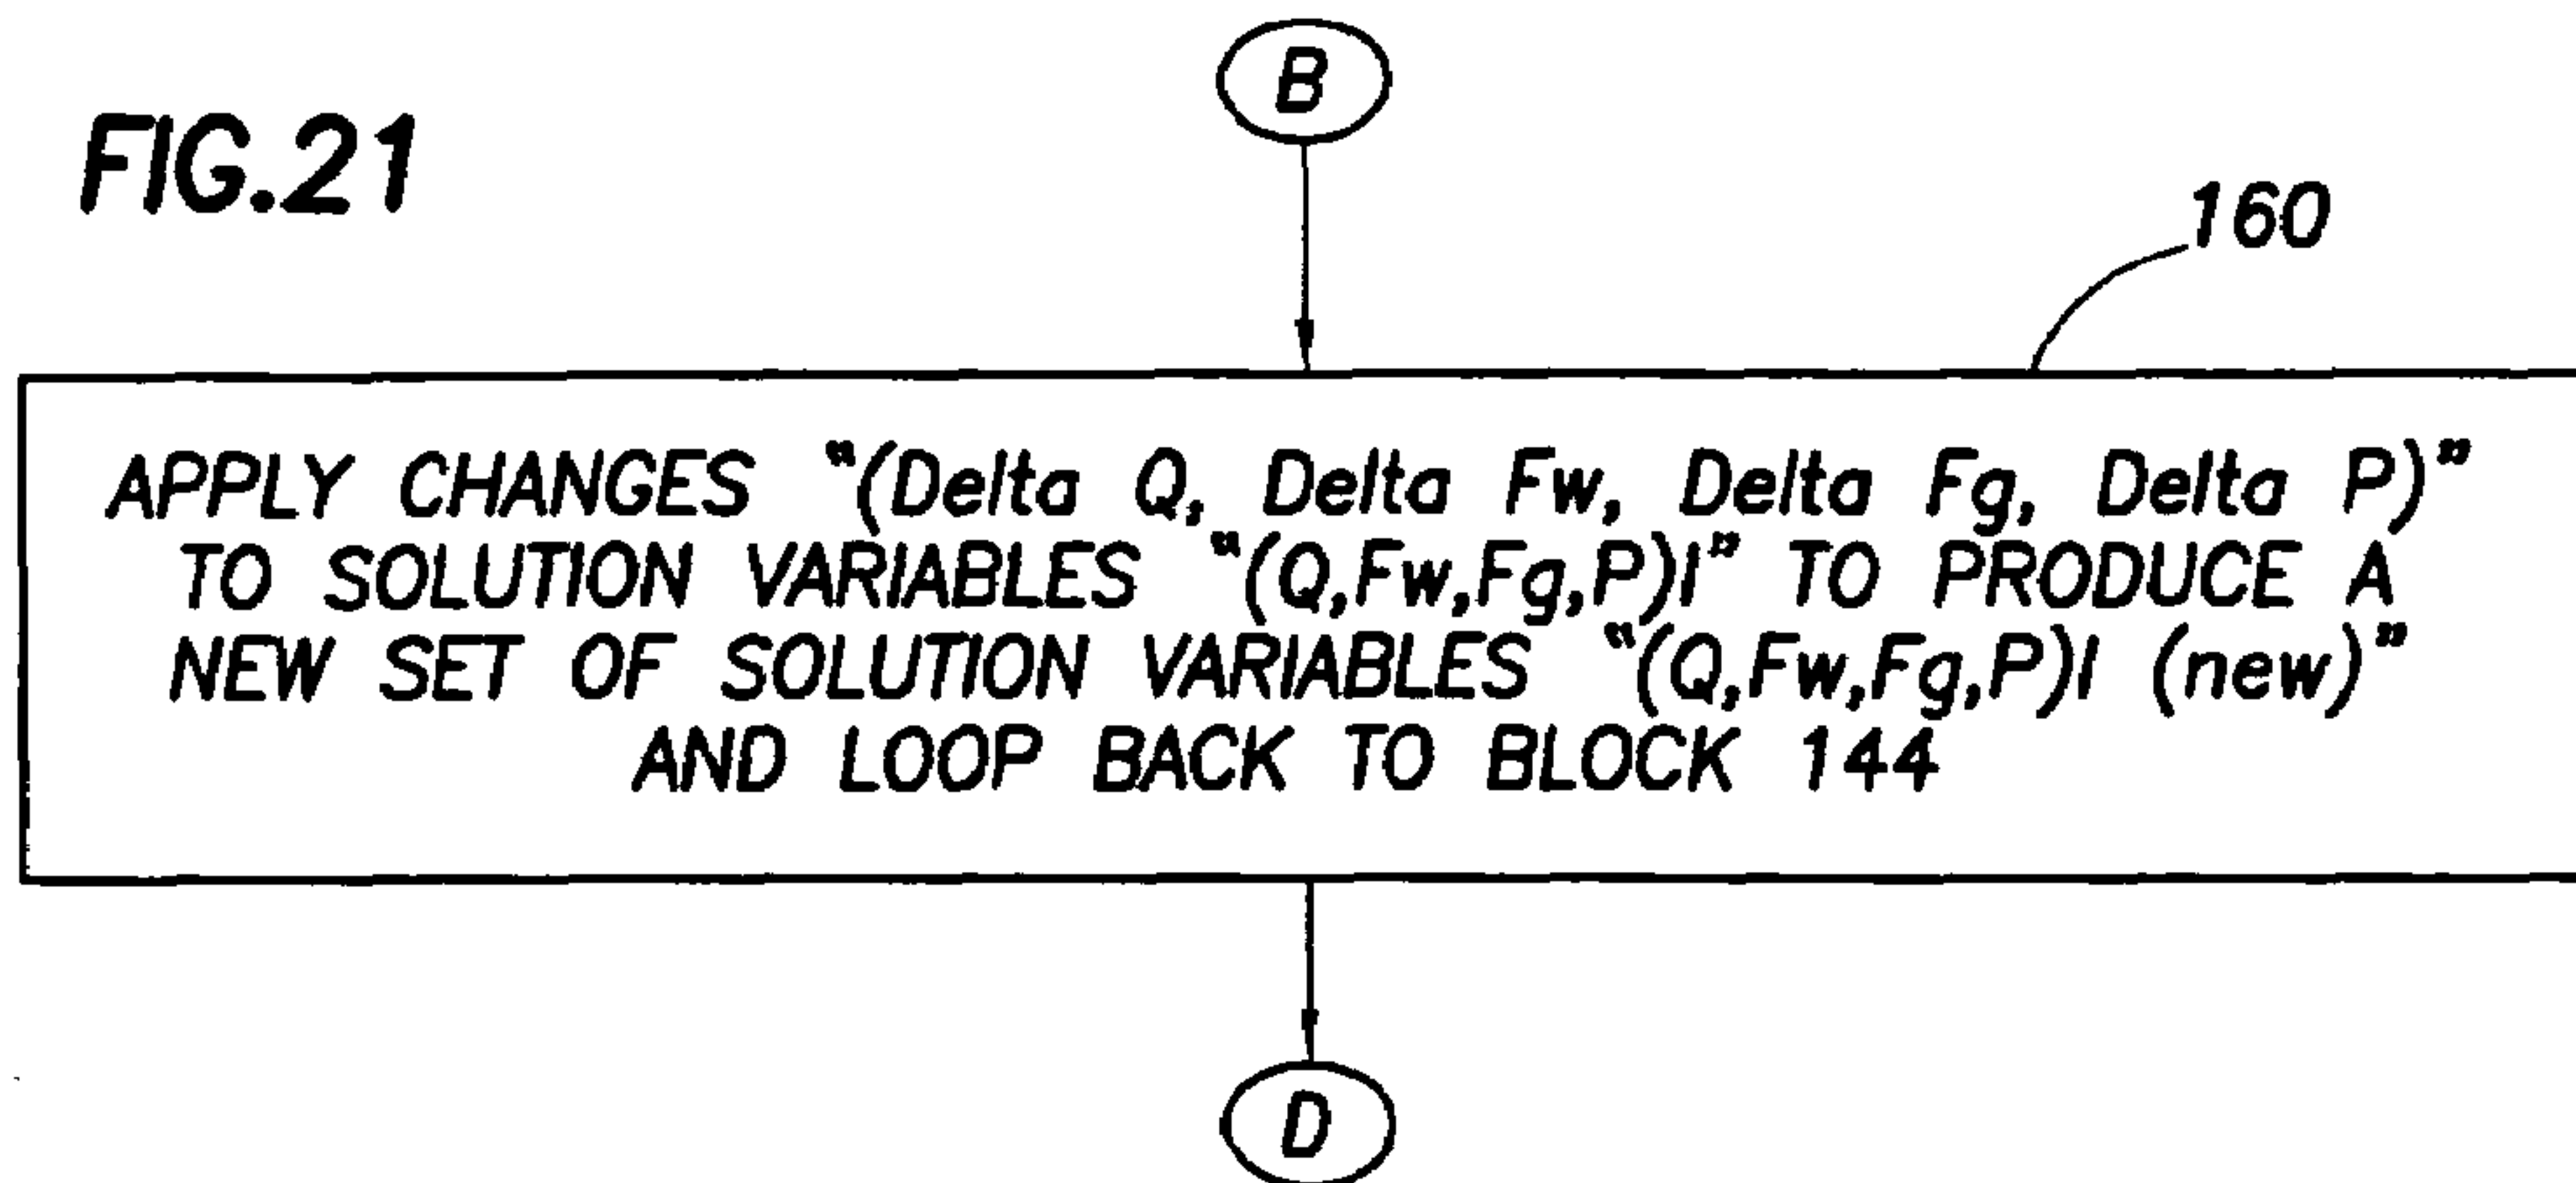 B
FIG.21
160
APPLY CHANGES “(Delta Q, Delta Fw, Delta Fg, Delta P)”
TO SOLUTION VARIABLES “(Q,Fw,Fg,P)I” TO PRODUCE A
NEW SET OF SOLUTION VARIABLES “(Q,Fw,Fg,P)I (new)”
AND LOOP BACK TO BLOCK 144
D